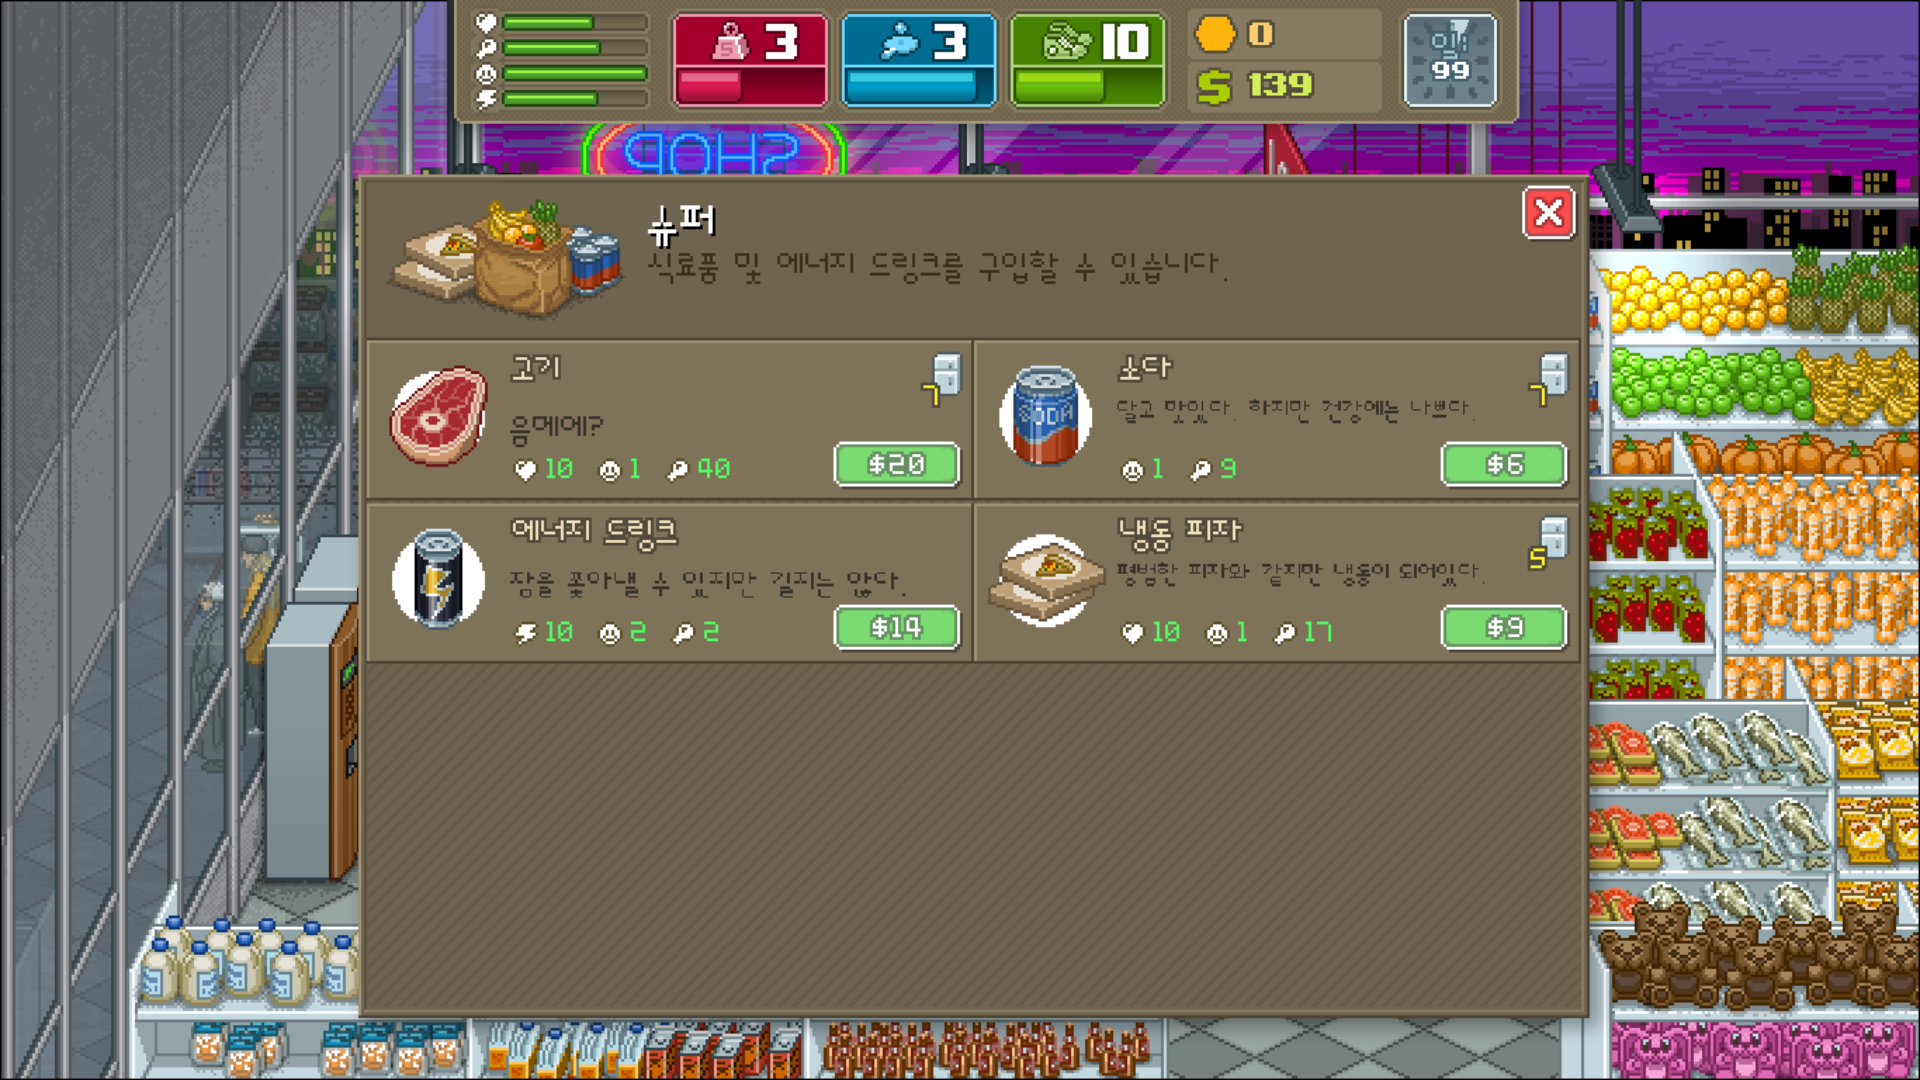 3
3
10
0
139
일
99
SHOP
슈퍼
식료품 및 에너지 드링크를 구입할 수 있습니다.
고기
7
음메에?
10 1 40
$20
소다
7
달고 맛있다. 하지만 건강에는 나쁘다.
SODA
1 9
$6
에너지 드링크
잠을 쫓아낼 수 있지만 길지는 않다.
10 2 2
$14
냉동 피자
5
평범한 피자와 같지만 냉동이 되어있다.
10 1 17
$9